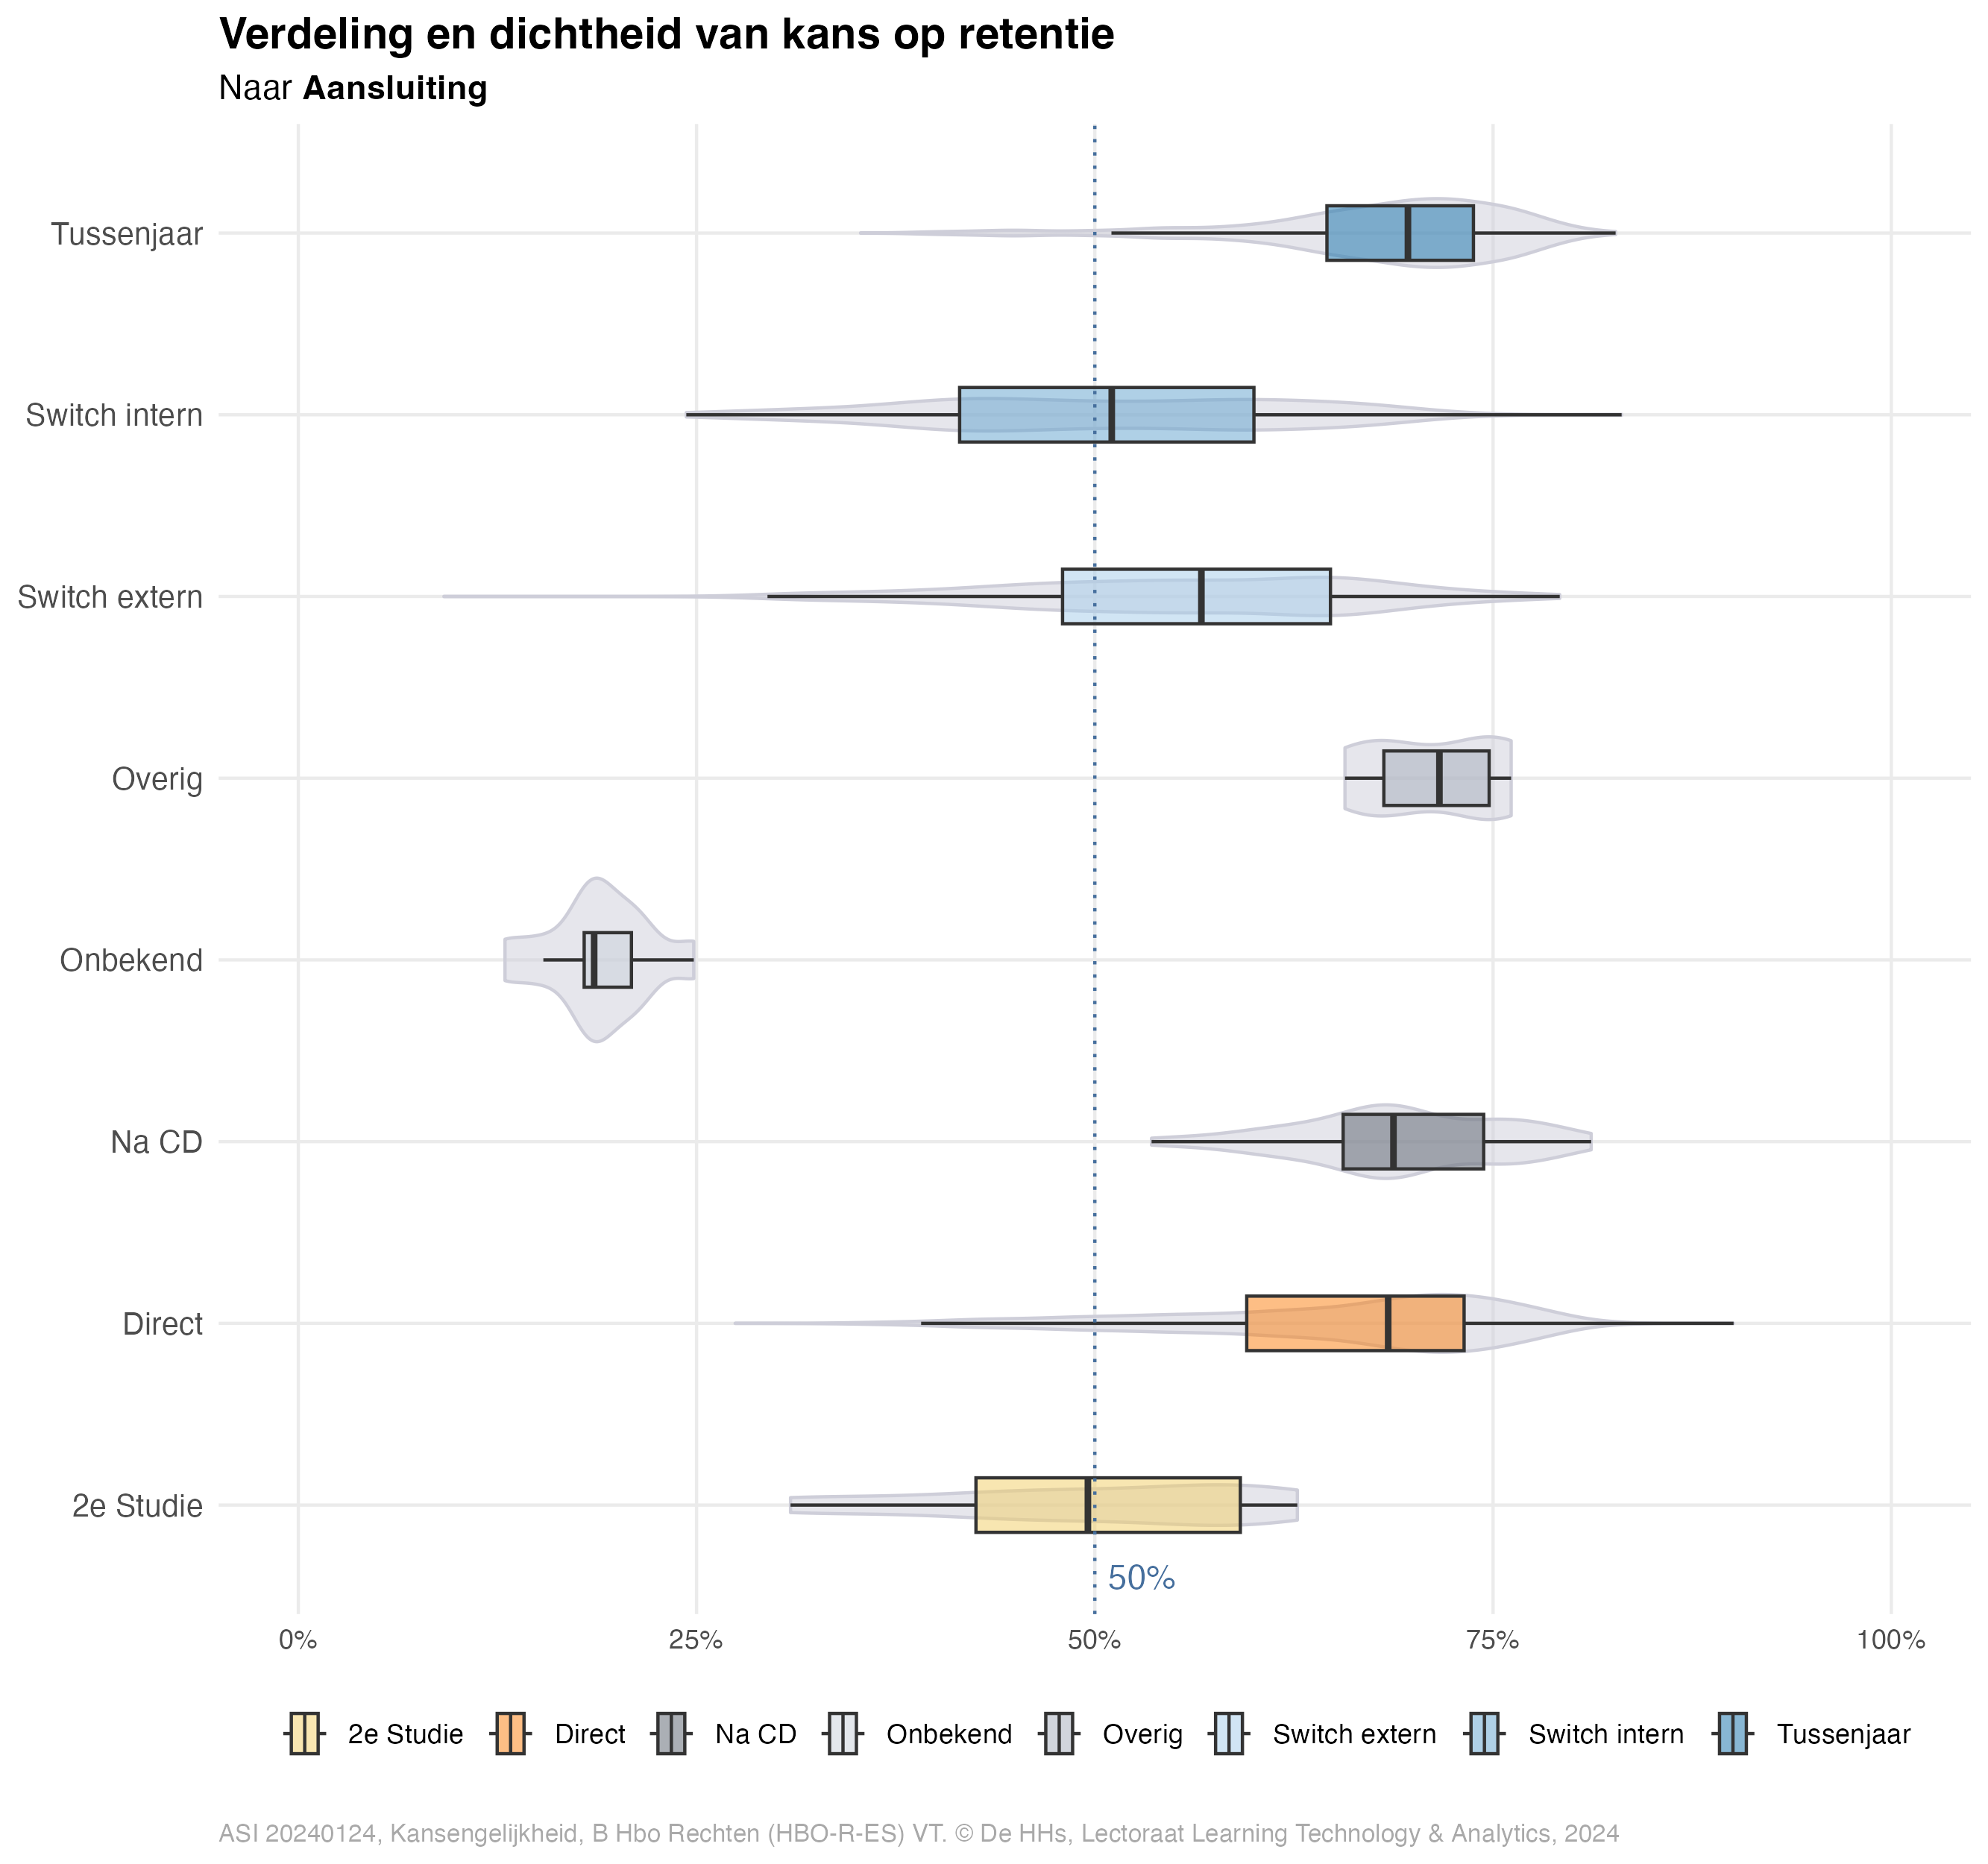 Verdeling en dichtheid van kans op retentie
Naar Aansluiting
Tussenjaar
Switch intern
Switch extern
Overig
Onbekend
Na CD
Direct
2e Studie
50%
0% 25% 50% 75% 100%
2e Studie Direct Na CD Onbekend Overig Switch extern Switch intern Tussenjaar
ASI 20240124, Kansengelijkheid, B Hbo Rechten (HBO-R-ES) VT. © De HHs, Lectoraat Learning Technology & Analytics, 2024